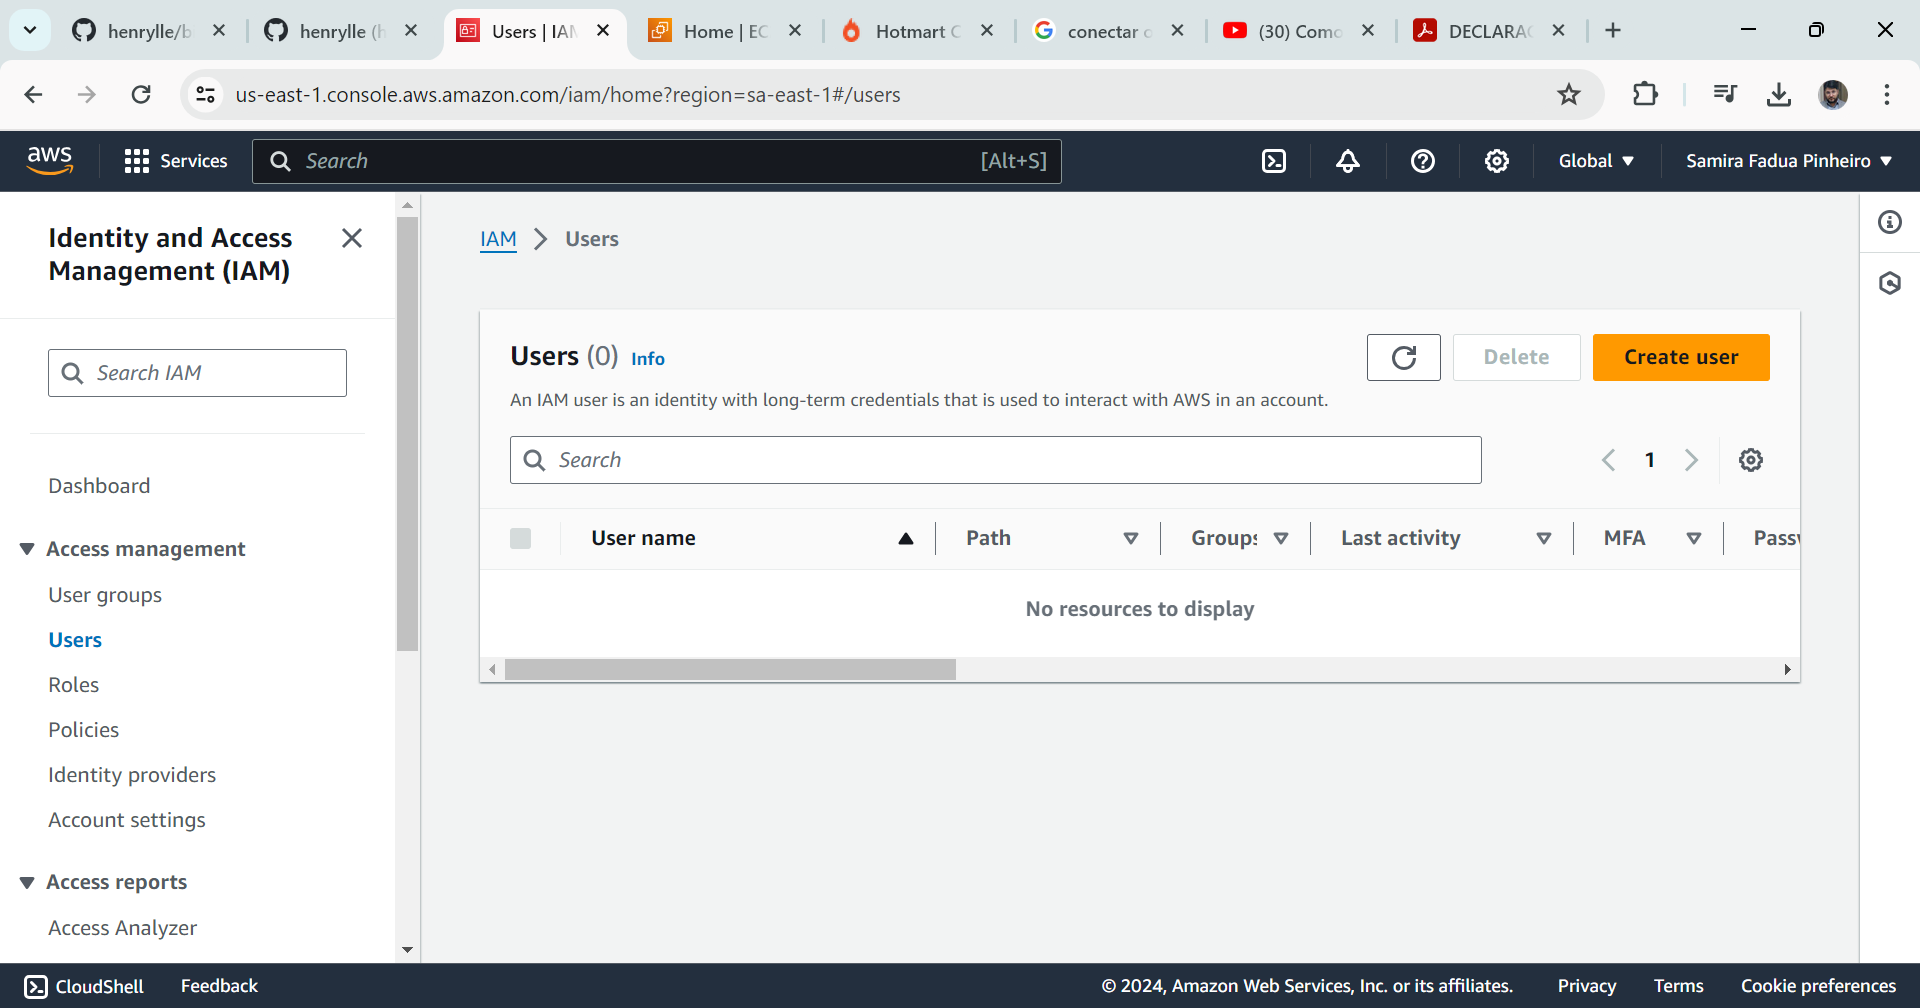 henrylle/b
henrylle (h
Users | IAM
Home | EC
Hotmart C
conectar o
(30) Como
DECLARAÇ
us-east-1.console.aws.amazon.com/iam/home?region=sa-east-1#/users
aws
Services
Search
[Alt+S]
Global
Samira Fadua Pinheiro
Identity and Access
Management (IAM)
Search IAM
Dashboard
Access management
User groups
Users
Roles
Policies
Identity providers
Account settings
Access reports
Access Analyzer
IAM
Users
Users (0) Info
Delete
Create user
An IAM user is an identity with long-term credentials that is used to interact with AWS in an account.
Search
1
User name
Path
Groups
Last activity
MFA
Passw
No resources to display
CloudShell
Feedback
© 2024, Amazon Web Services, Inc. or its affiliates.
Privacy
Terms
Cookie preferences